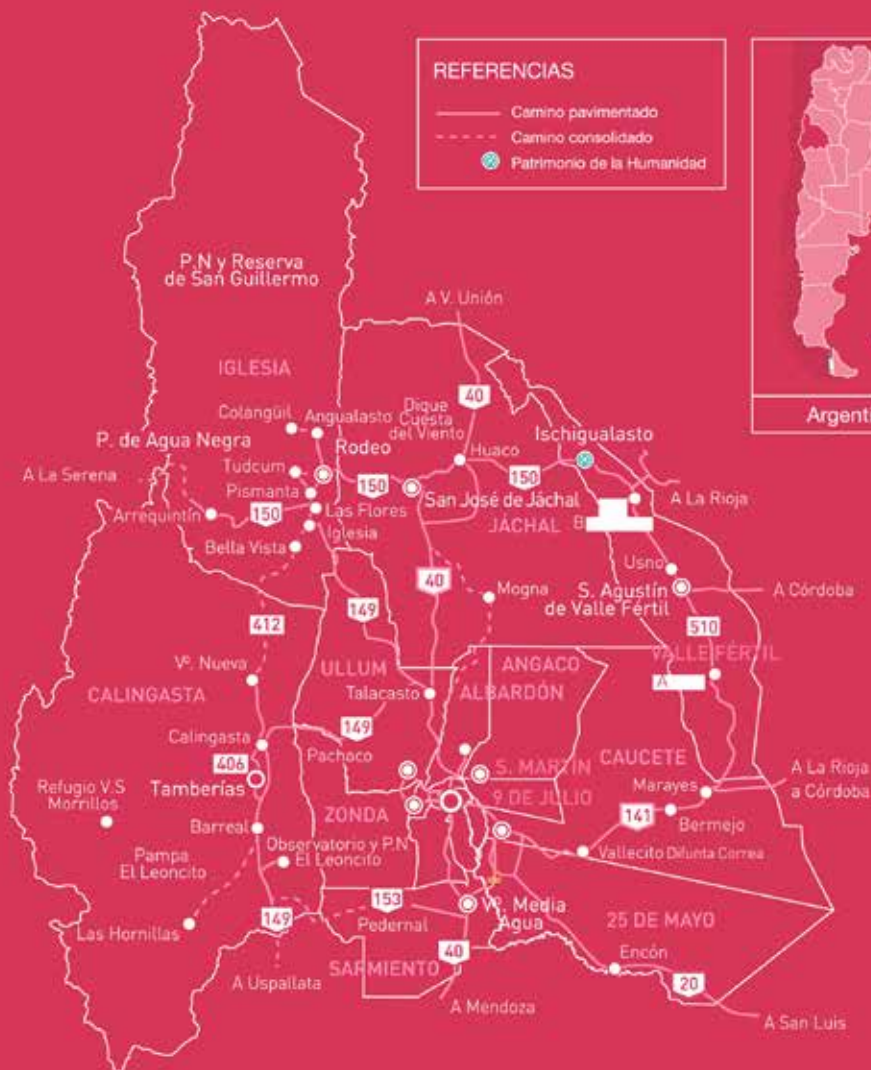 REFERENCIAS
Camino pavimentado
Camino consolidado
Patrimonio de la Humanidad
Argenti
P.N y Reserva
de San Guillermo
A V. Unión
IGLESIA
40
Dique
Cuesta
del Viento
Colangüil
Angualasto
Ischigualasto
P. de Agua Negra
Rodeo
Huaco
Tudcum
A La Serena
150
150
Pismanta
San José de Jáchal
A La Rioja
Arrequintín
150
Las Flores
JÁCHAL
B
Iglesia
Bella Vista
Usno
40
Mogna
S. Agustín
de Valle Fértil
A Córdoba
149
412
510
Vº. Nueva
ULLUM
ANGACO
VALLE FÉRTIL
CALINGASTA
Talacasto
ALBARDÓN
A
149
Calingasta
Pachaco
CAUCETE
406
S. MARTÍN
A La Rioja
a Córdoba
Tamberías
Marayes
Refugio V.S
Morrillos
9 DE JULIO
ZONDA
141
Bermejo
Barreal
Observatorio y P.N
El Leoncito
Vallecito Difunta Correa
Pampa
El Leoncito
153
Vº. Media
Agua
25 DE MAYO
Las Hornillas
149
Pedernal
40
Encón
SARMIENTO
20
A Uspallata
A Mendoza
A San Luis